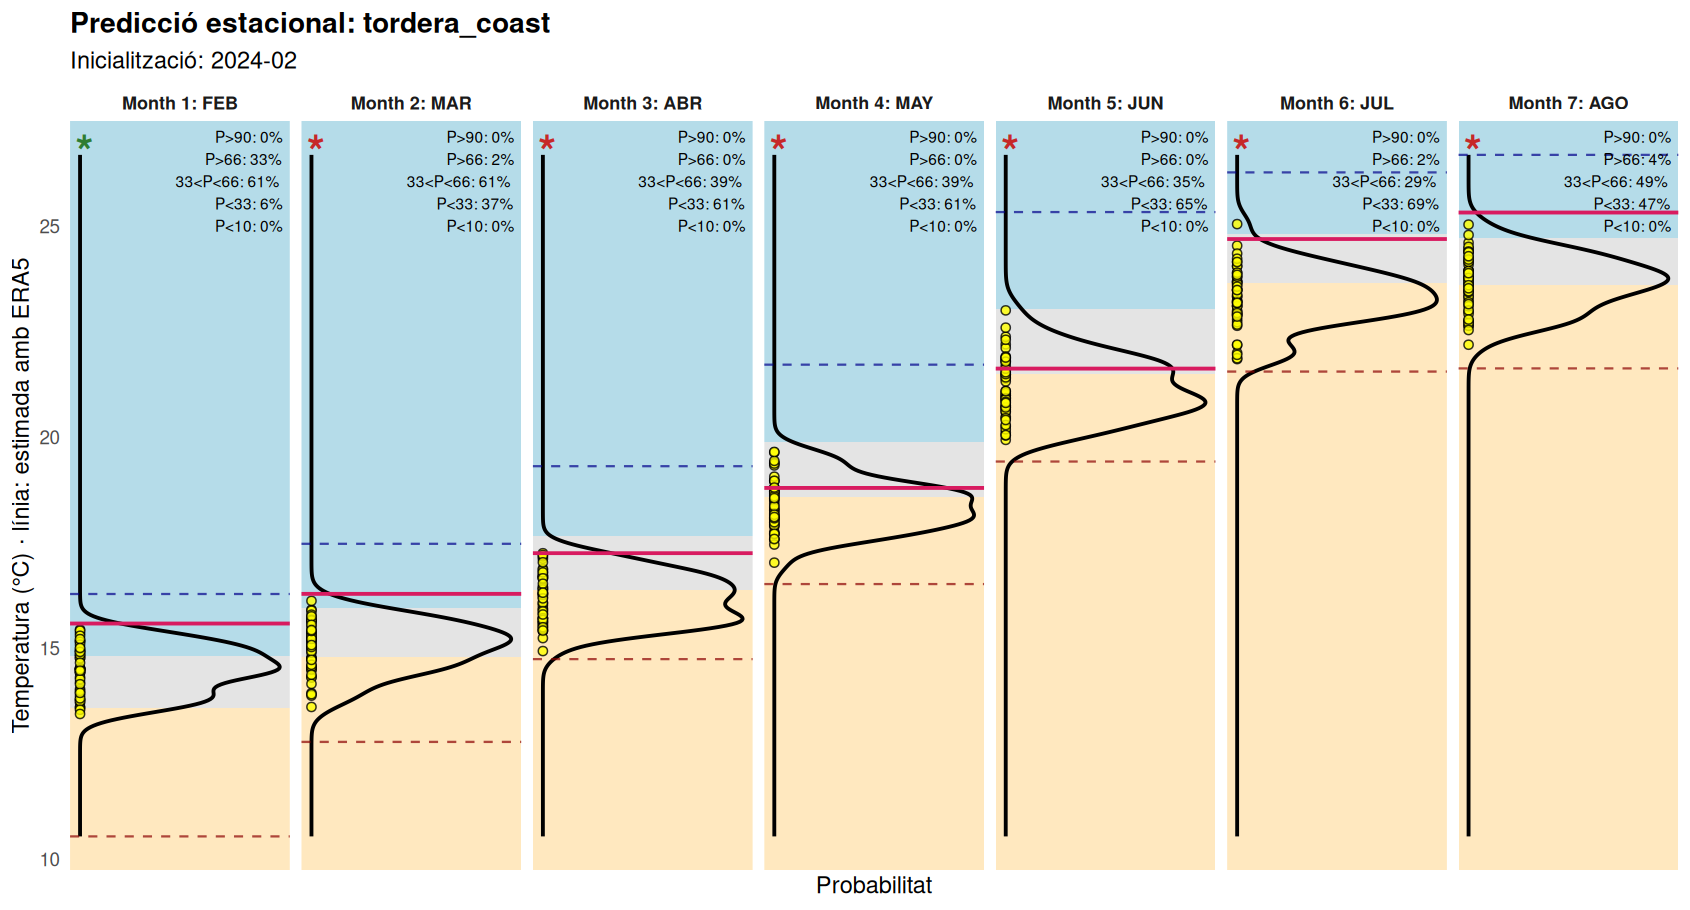 Predicció estacional: tordera_coast
Inicialització: 2024-02
Month 1: FEB
Month 2: MAR
Month 3: ABR
Month 4: MAY
Month 5: JUN
Month 6: JUL
Month 7: AGO
*
P>90: 0%
P>66: 33%
33<P<66: 61%
P<33: 6%
P<10: 0%
*
P>90: 0%
P>66: 2%
33<P<66: 61%
P<33: 37%
P<10: 0%
*
P>90: 0%
P>66: 0%
33<P<66: 39%
P<33: 61%
P<10: 0%
*
P>90: 0%
P>66: 0%
33<P<66: 39%
P<33: 61%
P<10: 0%
*
P>90: 0%
P>66: 0%
33<P<66: 35%
P<33: 65%
P<10: 0%
*
P>90: 0%
P>66: 2%
33<P<66: 29%
P<33: 69%
P<10: 0%
*
P>90: 0%
P>66: 4%
33<P<66: 49%
P<33: 47%
P<10: 0%
25
20
15
10
Temperatura (°C) · línia: estimada amb ERA5
Probabilitat